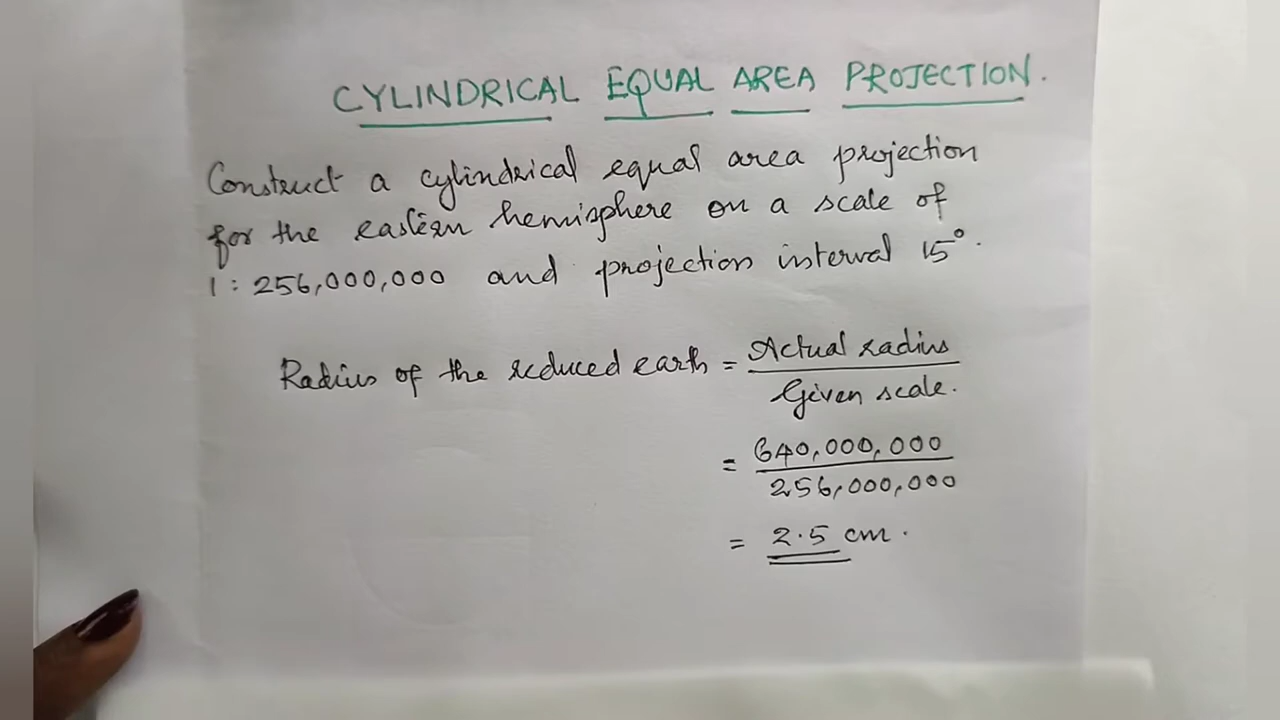 CYLINDRICAL EQUAL AREA PROJECTION.
Construct a cylindrical equal area projection
for the eastern hemisphere on a scale of
1 : 256,000,000 and projection interval 15°.
Radius of the reduced earth = Actual radius
Given scale.
= 640,000,000
256,000,000
= 2.5 cm.